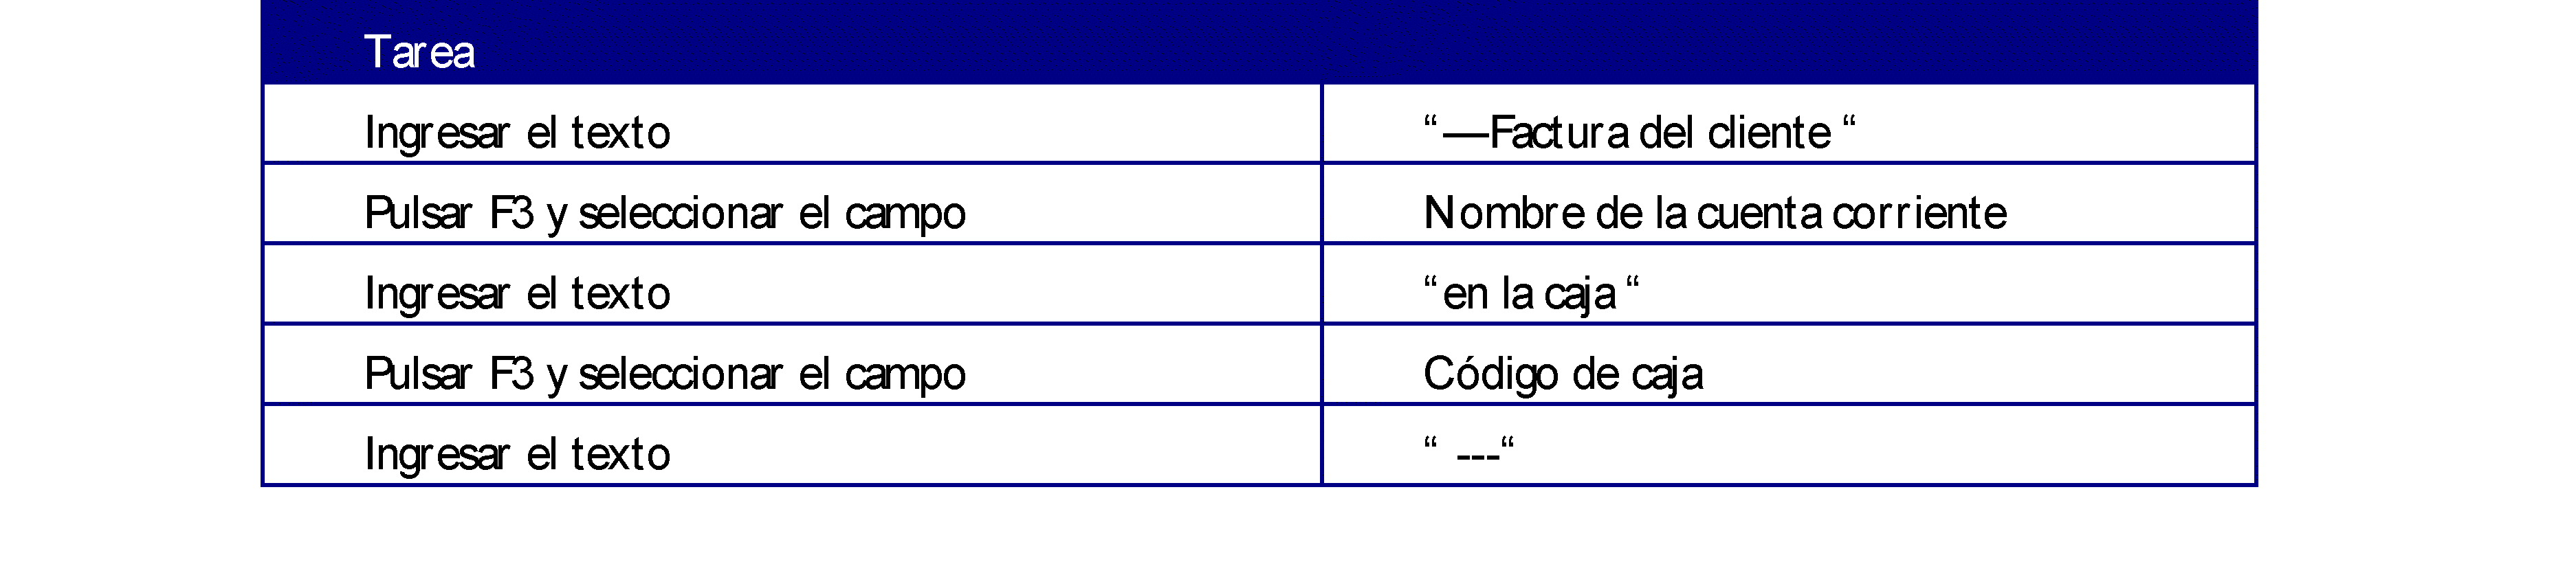 Tarea
Ingresar el texto “—Factura del cliente “
Pulsar F3 y seleccionar el campo Nombre de la cuenta corriente
Ingresar el texto “en la caja “
Pulsar F3 y seleccionar el campo Código de caja
Ingresar el texto “ ---“